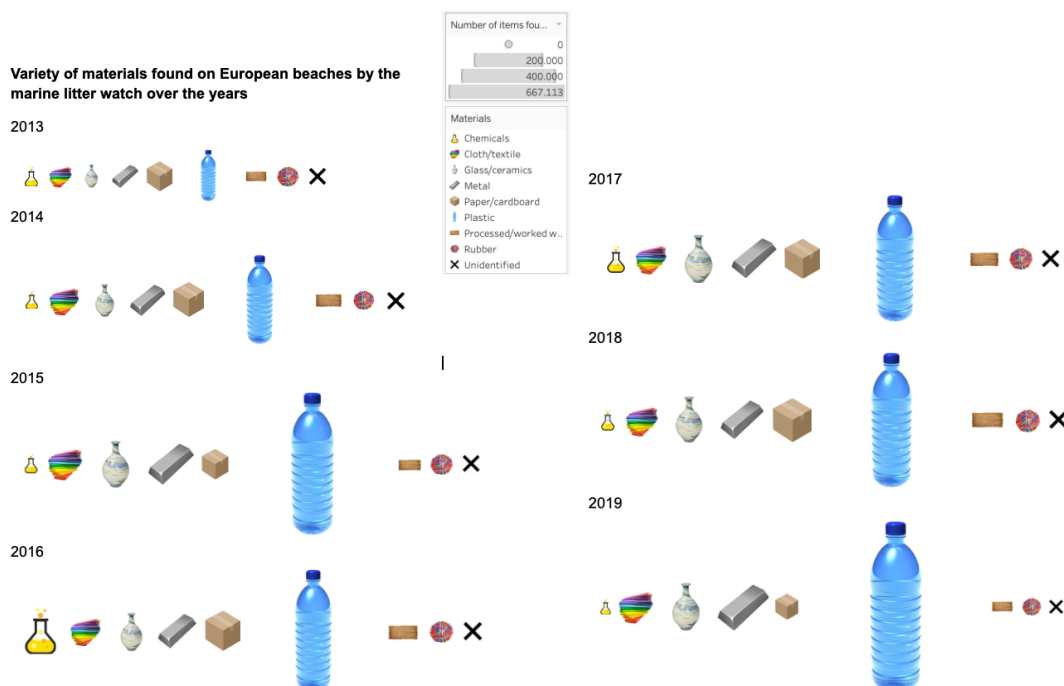 Variety of materials found on European beaches by the
marine litter watch over the years
Number of items fou...
0
200.000
400.000
667.113
Materials
Chemicals
Cloth/textile
Glass/ceramics
Metal
Paper/cardboard
Plastic
Processed/worked w..
Rubber
Unidentified
2013
2014
2015
2016
2017
2018
2019